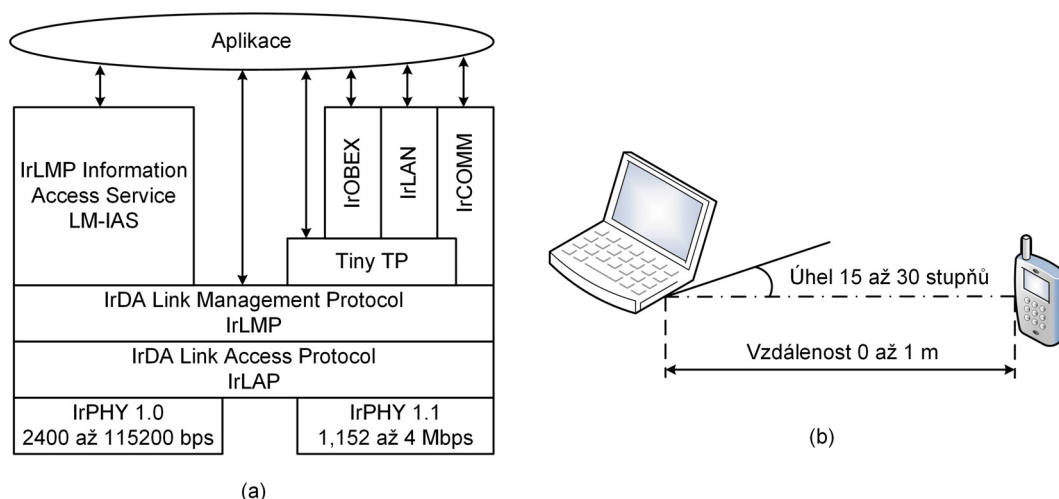 Aplikace
IrLMP Information
Access Service
LM-IAS
IrOBEX
IrLAN
IrCOMM
Tiny TP
IrDA Link Management Protocol
IrLMP
IrDA Link Access Protocol
IrLAP
IrPHY 1.0
2400 až 115200 bps
IrPHY 1.1
1,152 až 4 Mbps
(a)
Úhel 15 až 30 stupňů
Vzdálenost 0 až 1 m
(b)